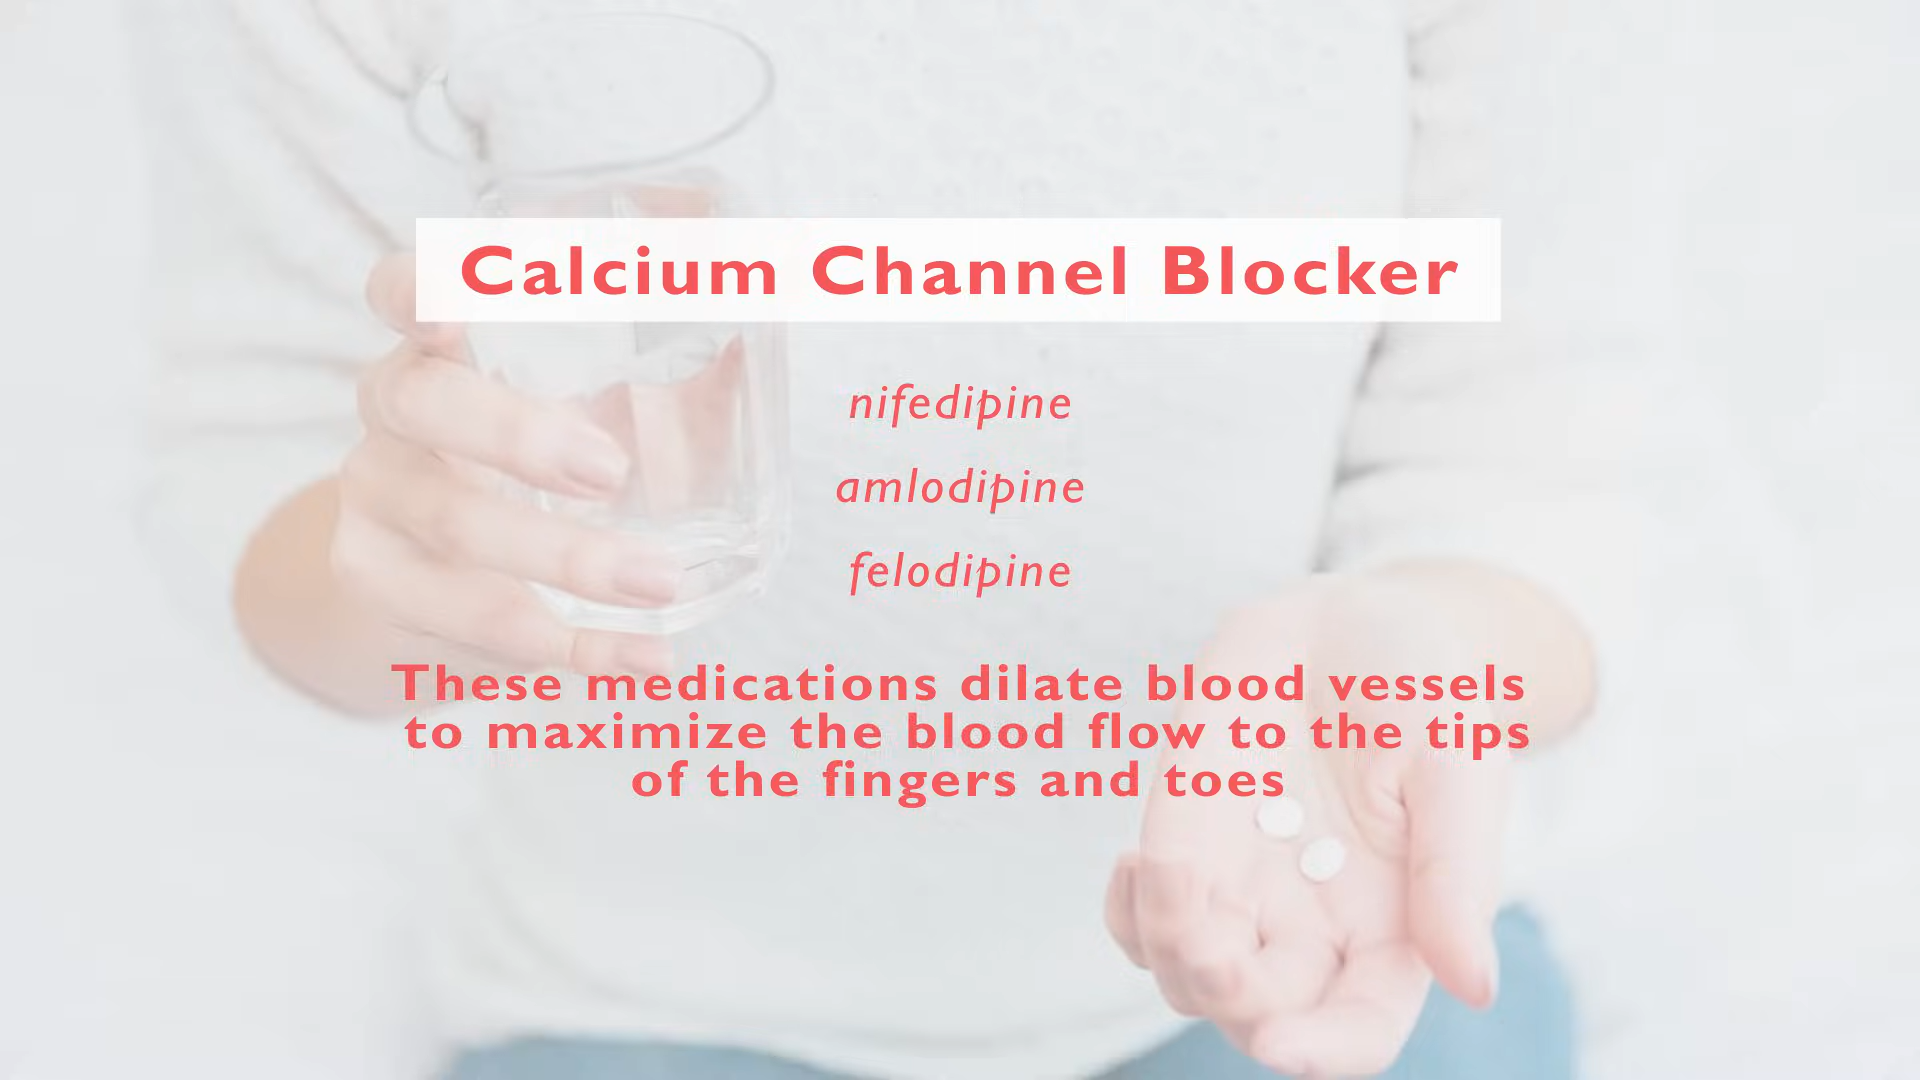 Calcium Channel Blocker
nifedipine
amlodipine
felodipine
These medications dilate blood vessels
to maximize the blood flow to the tips
of the fingers and toes